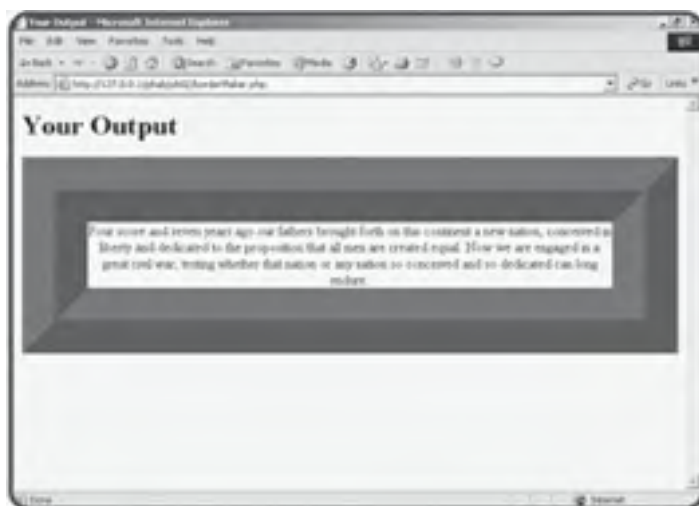 Your Output - Microsoft Internet Explorer
File Edit View Favorites Tools Help
Back Search Favorites Media
Address Go Links
Your Output
Four score and seven years ago our fathers brought forth on this continent a new nation, conceived in
liberty and dedicated to the proposition that all men are created equal. Now we are engaged in a
great civil war, testing whether that nation or any nation so conceived and so dedicated can long
endure.
Done Internet